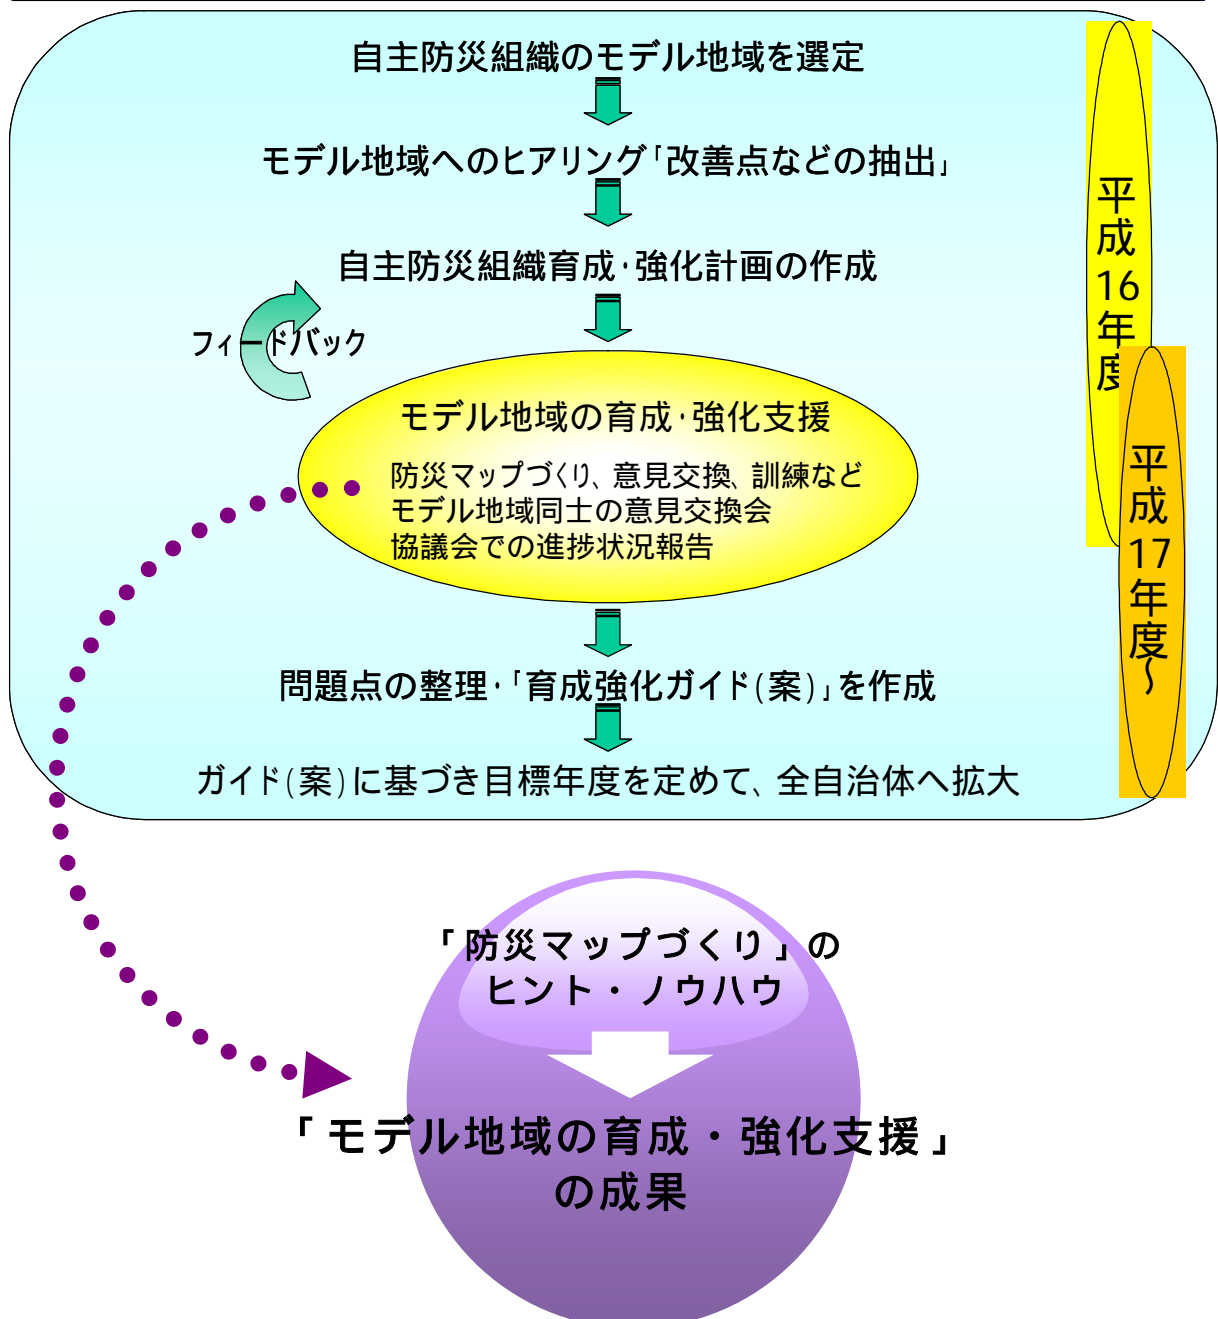 自主防災組織のモデル地域を選定
モデル地域へのヒアリング「改善点などの抽出」
自主防災組織育成・強化計画の作成
フィードバック
モデル地域の育成・強化支援
防災マップづくり、意見交換、訓練など
モデル地域同士の意見交換会
協議会での進捗状況報告
問題点の整理・「育成強化ガイド(案)」を作成
ガイド(案)に基づき目標年度を定めて、全自治体へ拡大
平成16年度
平成17年度～
「防災マップづくり」の
ヒント・ノウハウ
「モデル地域の育成・強化支援」
の成果